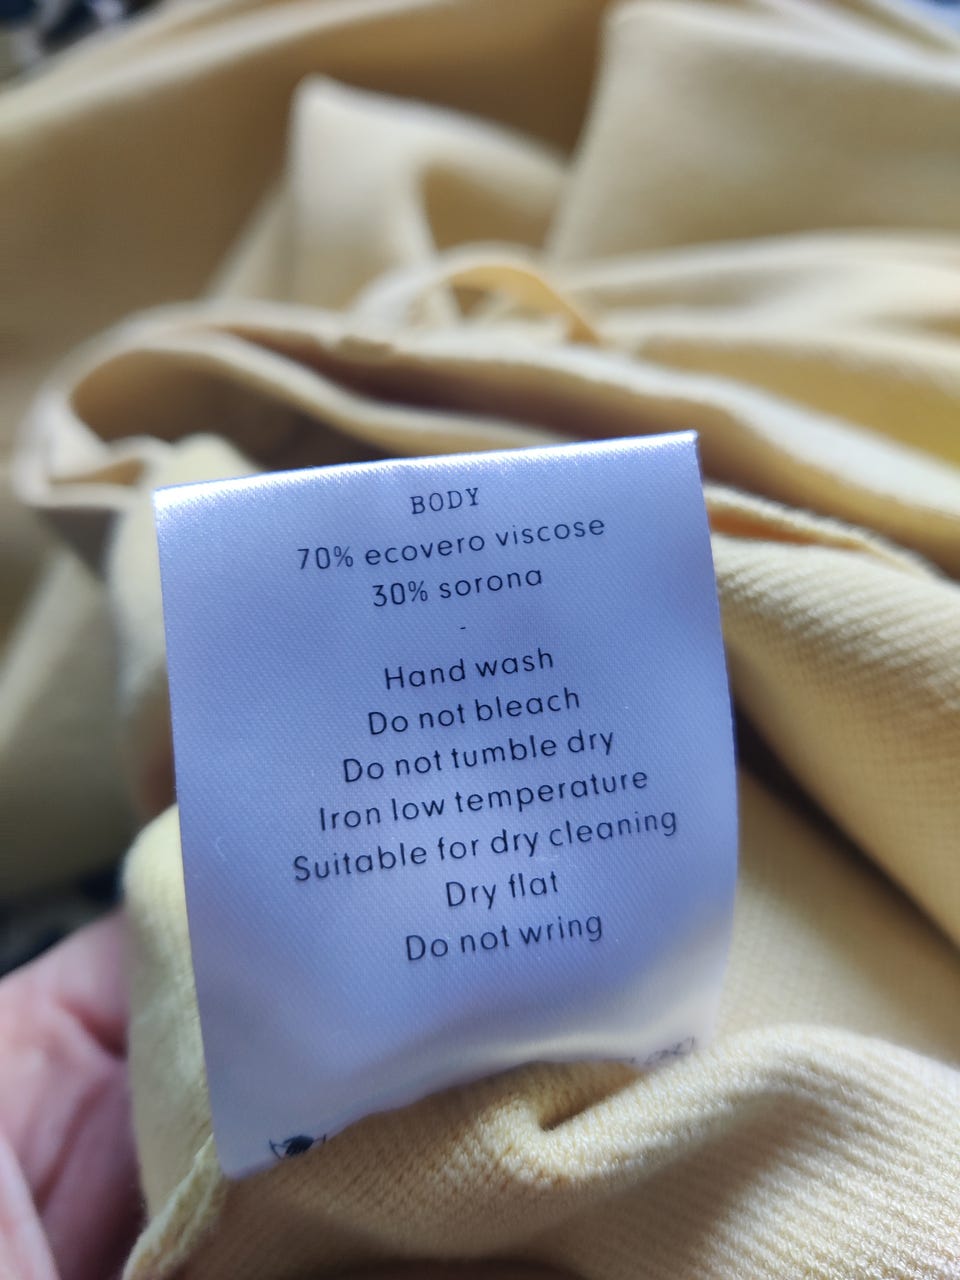 BODY
70% ecovero viscose
30% sorona
-
Hand wash
Do not bleach
Do not tumble dry
Iron low temperature
Suitable for dry cleaning
Dry flat
Do not wring